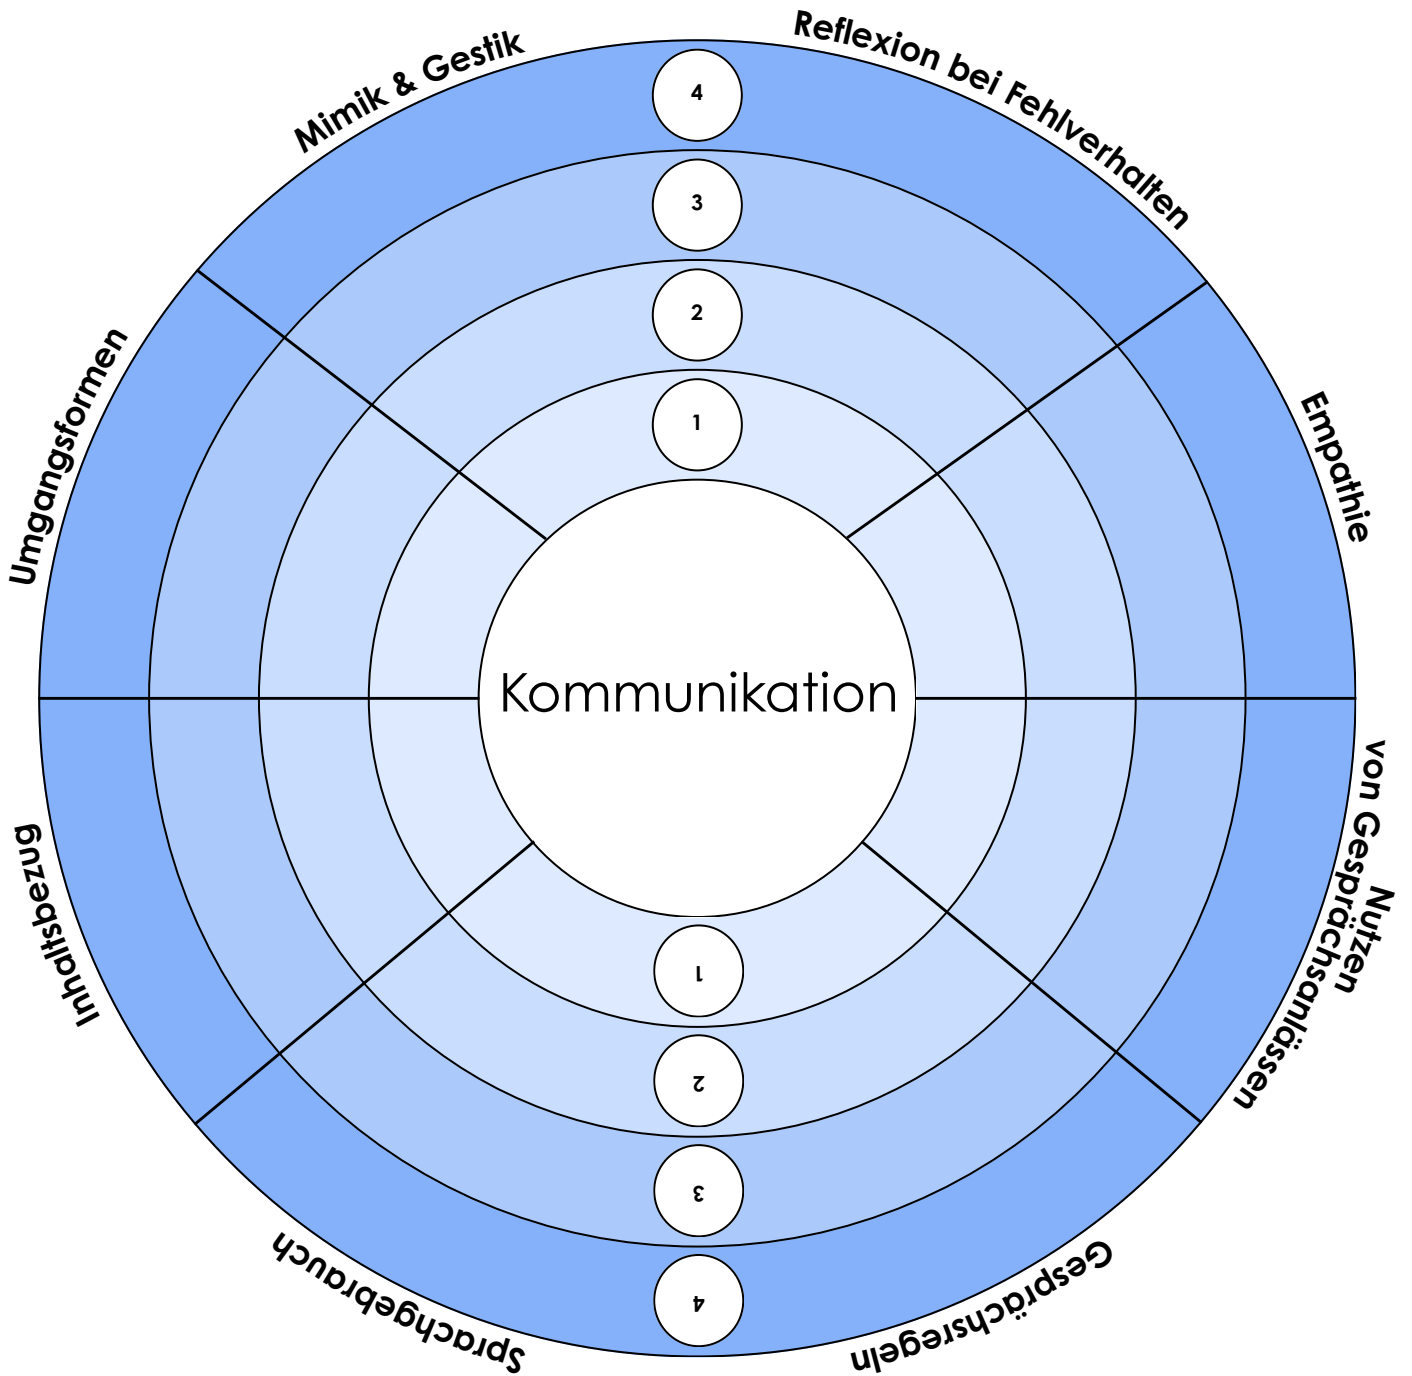 Mimik & Gestik
Reflexion bei Fehlverhalten
4
3
2
1
Umgangsformen
Empathie
Kommunikation
Inhaltsbezug
Nutzen
von Gesprächsanlässen
1
2
3
4
Sprachgebrauch
Gesprächsregeln